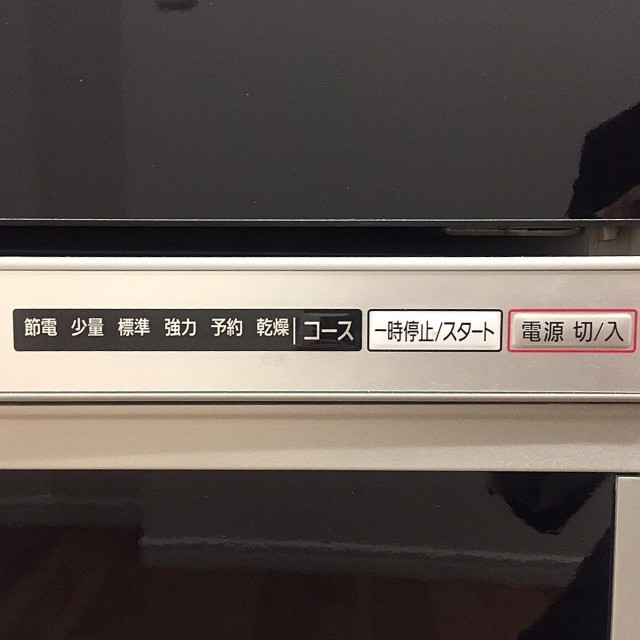 節電 少量 標準 強力 予約 乾燥 コース 一時停止/スタート 電源 切/入